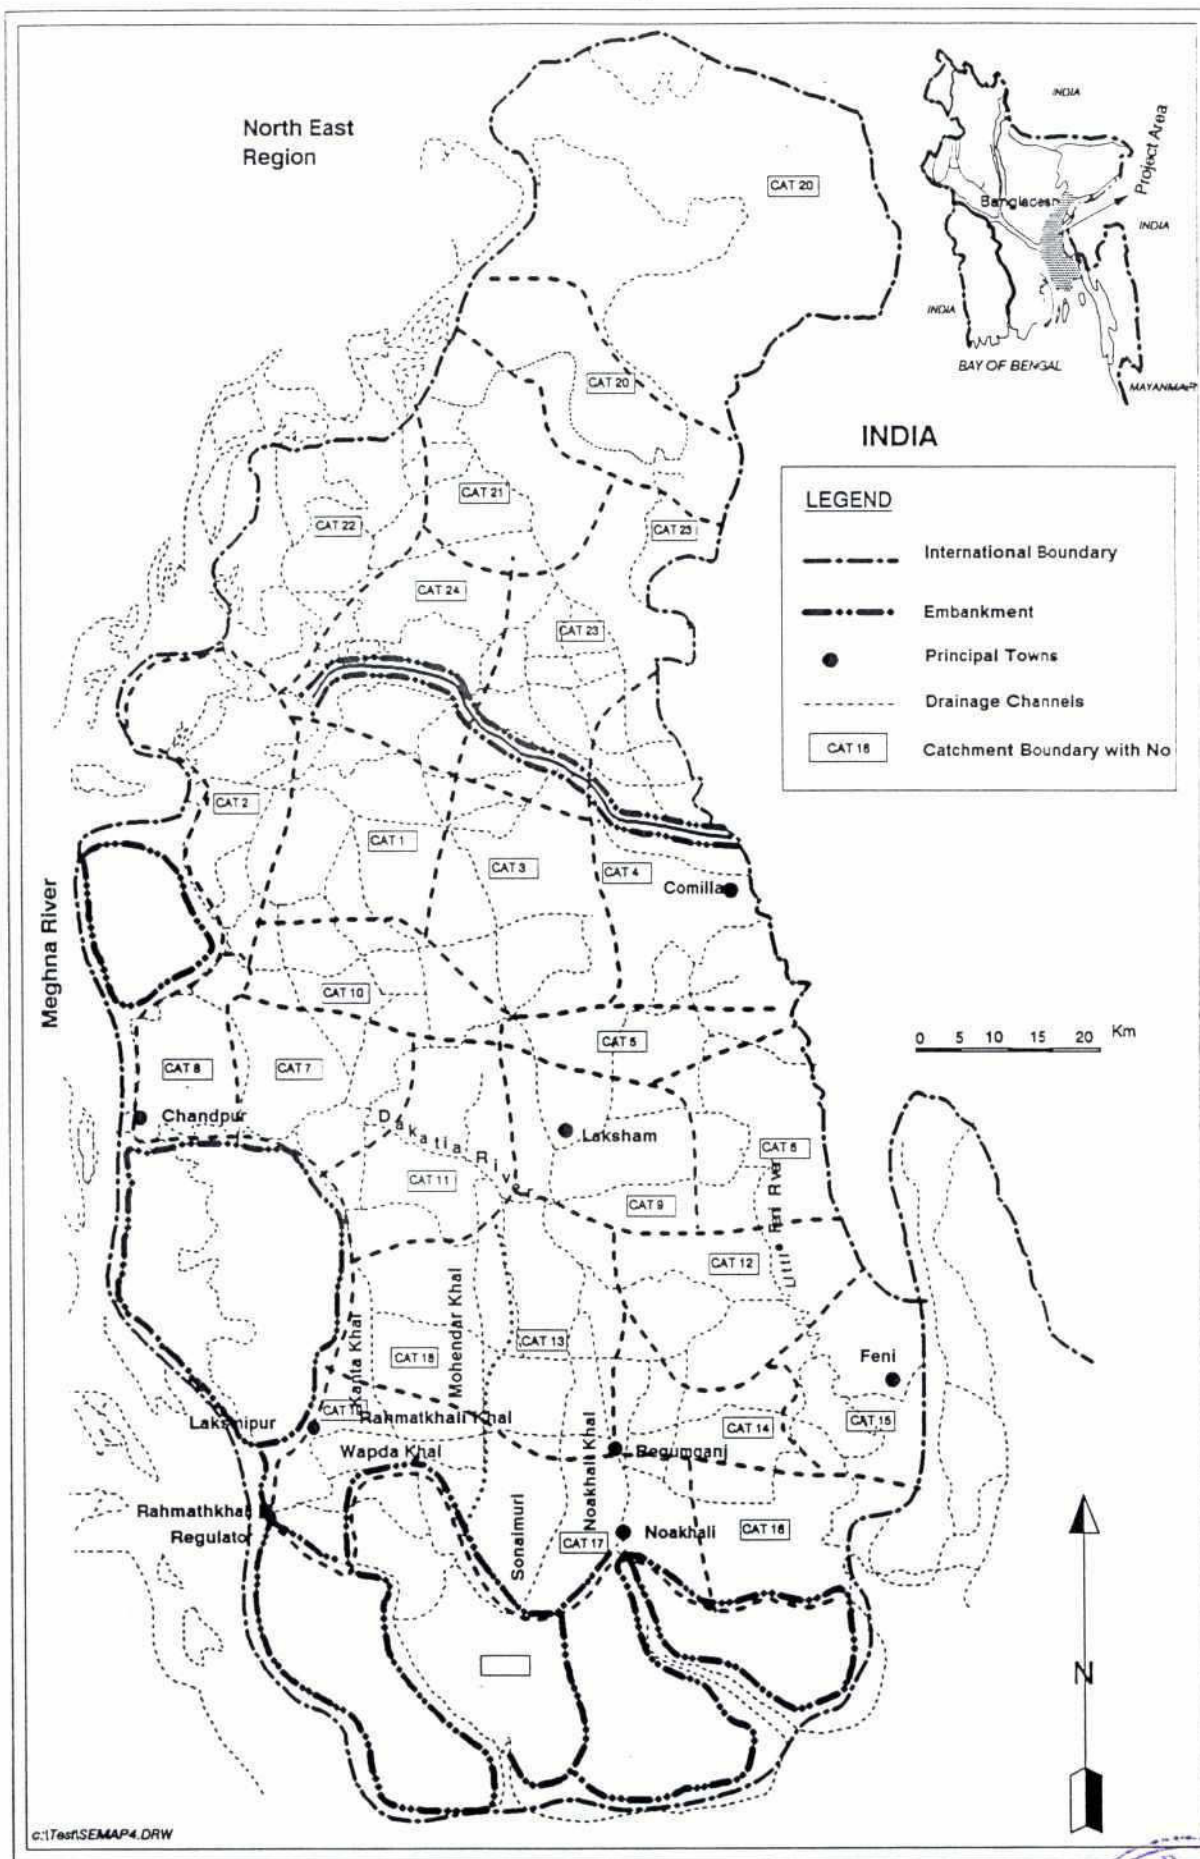 North East
Region
INDIA
Project Area
Bangladesh
INDIA
INDIA
BAY OF BENGAL
MAYANMAR
CAT 20
CAT 20
INDIA
LEGEND
International Boundary
Embankment
Principal Towns
Drainage Channels
CAT 16
Catchment Boundary with No
CAT 21
CAT 22
CAT 23
CAT 24
CAT 23
CAT 2
CAT 1
CAT 3
CAT 4
Comilla
Meghna River
CAT 10
CAT 5
0 5 10 15 20 Km
CAT 8
CAT 7
Chandpur
Dakatia River
Laksham
CAT 6
CAT 11
CAT 9
Little Feni River
CAT 12
Kanta Khal
Mohendar Khal
CAT 13
CAT 18
Feni
Rahmatkhali Khal
CAT 14
CAT 15
Wapda Khal
Noakhali Khal
Begumganj
Rahmathkhali
Regulator
Sonaimuri
Noakhali
CAT 16
CAT 17
N
c:\Test\SEMAP4.DRW